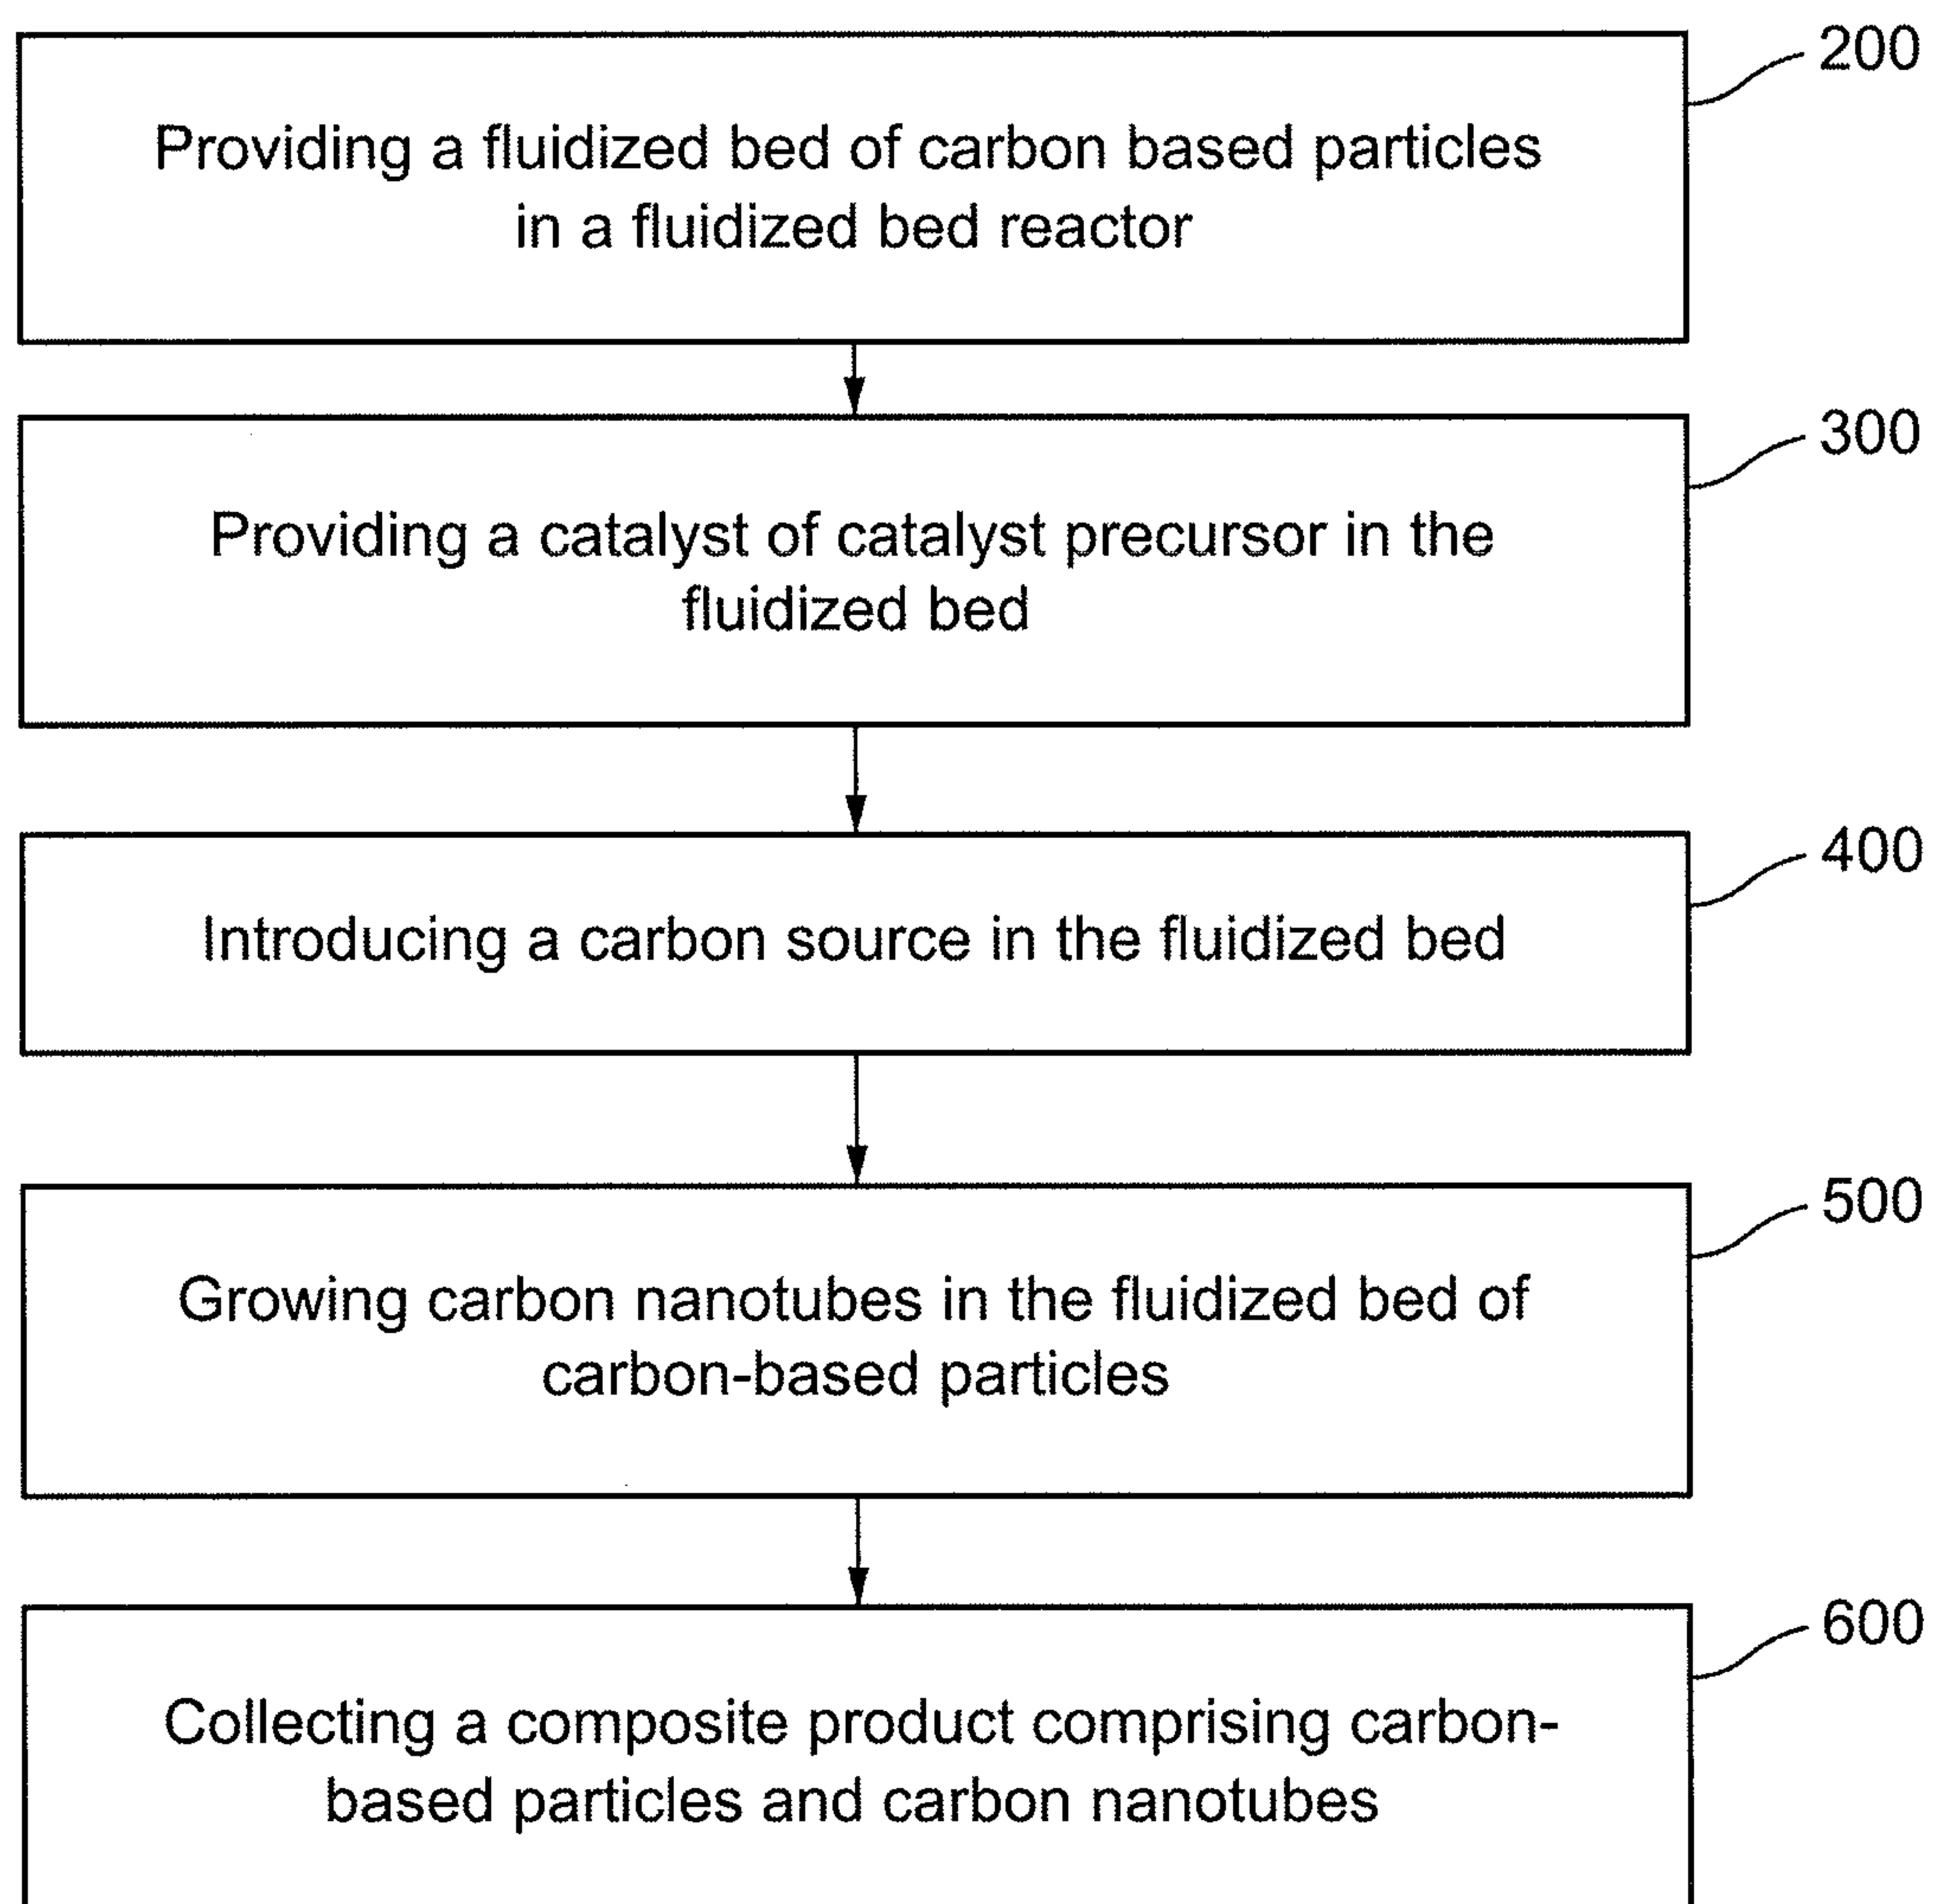 200
Providing a fluidized bed of carbon based particles
in a fluidized bed reactor
300
Providing a catalyst of catalyst precursor in the
fluidized bed
400
Introducing a carbon source in the fluidized bed
500
Growing carbon nanotubes in the fluidized bed of
carbon-based particles
600
Collecting a composite product comprising carbon-
based particles and carbon nanotubes